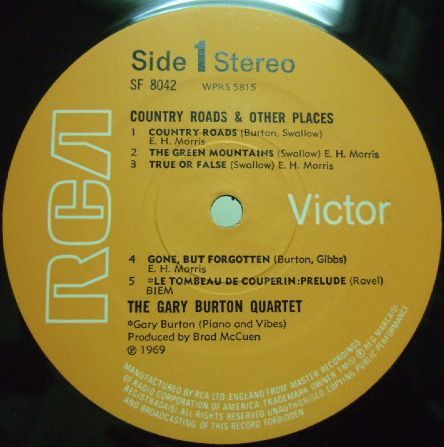 Side 1 Stereo
SF 8042 WPRS 5815
COUNTRY ROADS & OTHER PLACES
1 COUNTRY ROADS (Burton, Swallow)
E. H. Morris
2 THE GREEN MOUNTAINS (Swallow) E. H. Morris
3 TRUE OR FALSE (Swallow) E. H. Morris
RCA
Victor
4 GONE, BUT FORGOTTEN (Burton, Gibbs)
E. H. Morris
5 *LE TOMBEAU DE COUPERIN:PRELUDE (Ravel)
BIEM
THE GARY BURTON QUARTET
*Gary Burton (Piano and Vibes)
Produced by Brad McCuen
℗ 1969
MANUFACTURED BY RCA LTD. ENGLAND FROM MASTER RECORDINGS
OF RADIO CORPORATION OF AMERICA. TRADEMARK OWNER TM(S) ® REG MARCA(S)
REGISTRADA(S) ALL RIGHTS RESERVED UNAUTHORISED. COPYING PUBLIC PERFORMANCE
AND BROADCASTING OF THIS RECORD PROHIBITED